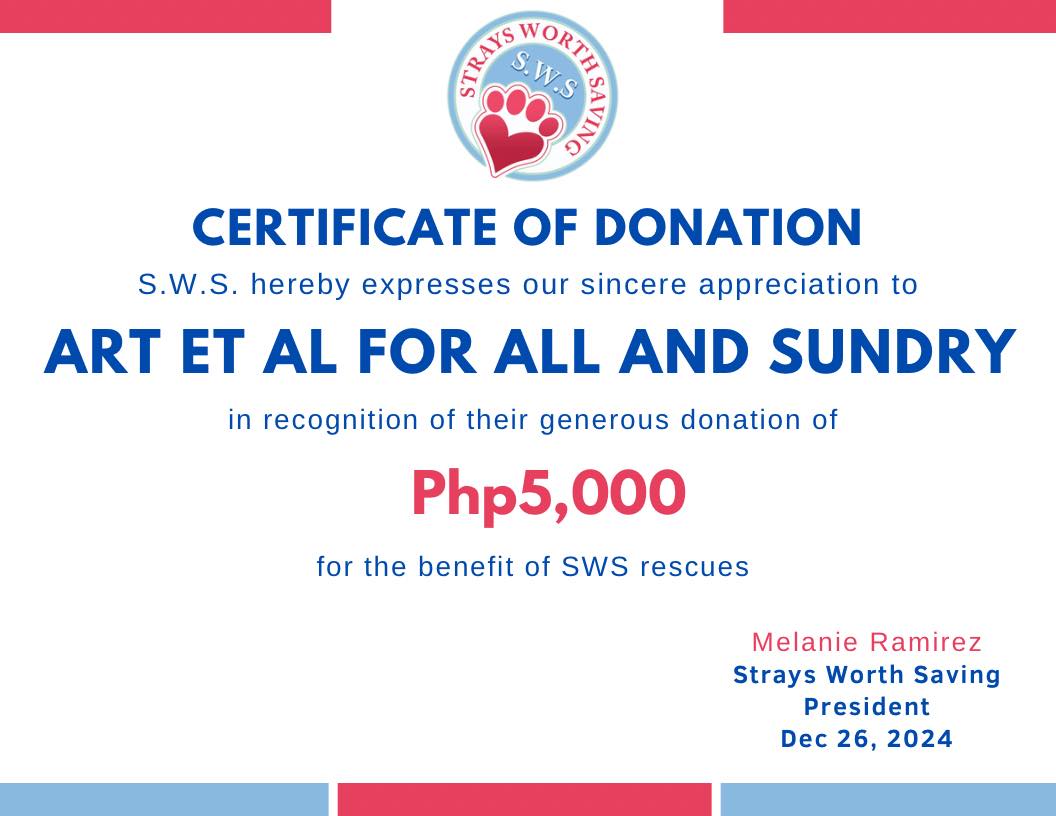 STRAYS WORTH SAVING
S.W.S
CERTIFICATE OF DONATION
S.W.S. hereby expresses our sincere appreciation to
ART ET AL FOR ALL AND SUNDRY
in recognition of their generous donation of
Php5,000
for the benefit of SWS rescues
Melanie Ramirez
Strays Worth Saving
President
Dec 26, 2024